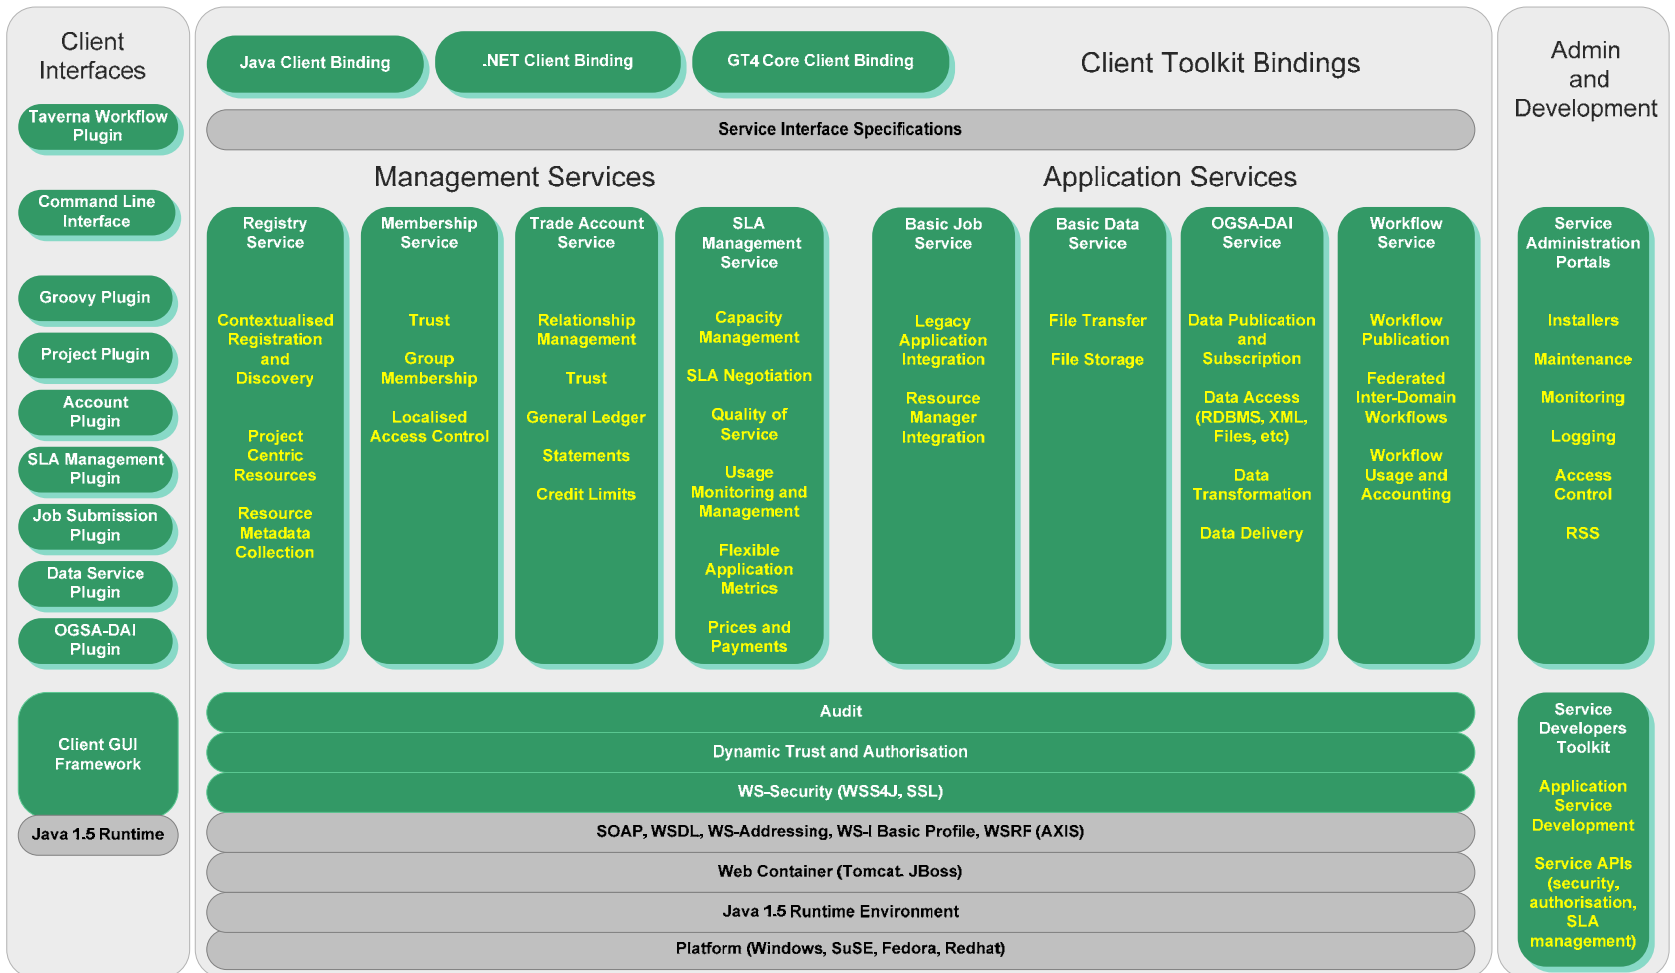 Client
Interfaces
Taverna Workflow
Plugin
Command Line
Interface
Groovy Plugin
Project Plugin
Account
Plugin
SLA Management
Plugin
Job Submission
Plugin
Data Service
Plugin
OGSA-DAI
Plugin
Client GUI
Framework
Java 1.5 Runtime
Java Client Binding
.NET Client Binding
GT4 Core Client Binding
Client Toolkit Bindings
Service Interface Specifications
Management Services
Registry
Service
Contextualised
Registration
and
Discovery
Project
Centric
Resources
Resource
Metadata
Collection
Membership
Service
Trust
Group
Membership
Localised
Access Control
Trade Account
Service
Relationship
Management
Trust
General Ledger
Statements
Credit Limits
SLA
Management
Service
Capacity
Management
SLA Negotiation
Quality of
Service
Usage
Monitoring and
Management
Flexible
Application
Metrics
Prices and
Payments
Application Services
Basic Job
Service
Legacy
Application
Integration
Resource
Manager
Integration
Basic Data
Service
File Transfer
File Storage
OGSA-DAI
Service
Data Publication
and
Subscription
Data Access
(RDBMS, XML,
Files, etc)
Data
Transformation
Data Delivery
Workflow
Service
Workflow
Publication
Federated
Inter-Domain
Workflows
Workflow
Usage and
Accounting
Audit
Dynamic Trust and Authorisation
WS-Security (WSS4J, SSL)
SOAP, WSDL, WS-Addressing, WS-I Basic Profile, WSRF (AXIS)
Web Container (Tomcat. JBoss)
Java 1.5 Runtime Environment
Platform (Windows, SuSE, Fedora, Redhat)
Admin
and
Development
Service
Administration
Portals
Installers
Maintenance
Monitoring
Logging
Access
Control
RSS
Service
Developers
Toolkit
Application
Service
Development
Service APIs
(security,
authorisation,
SLA
management)